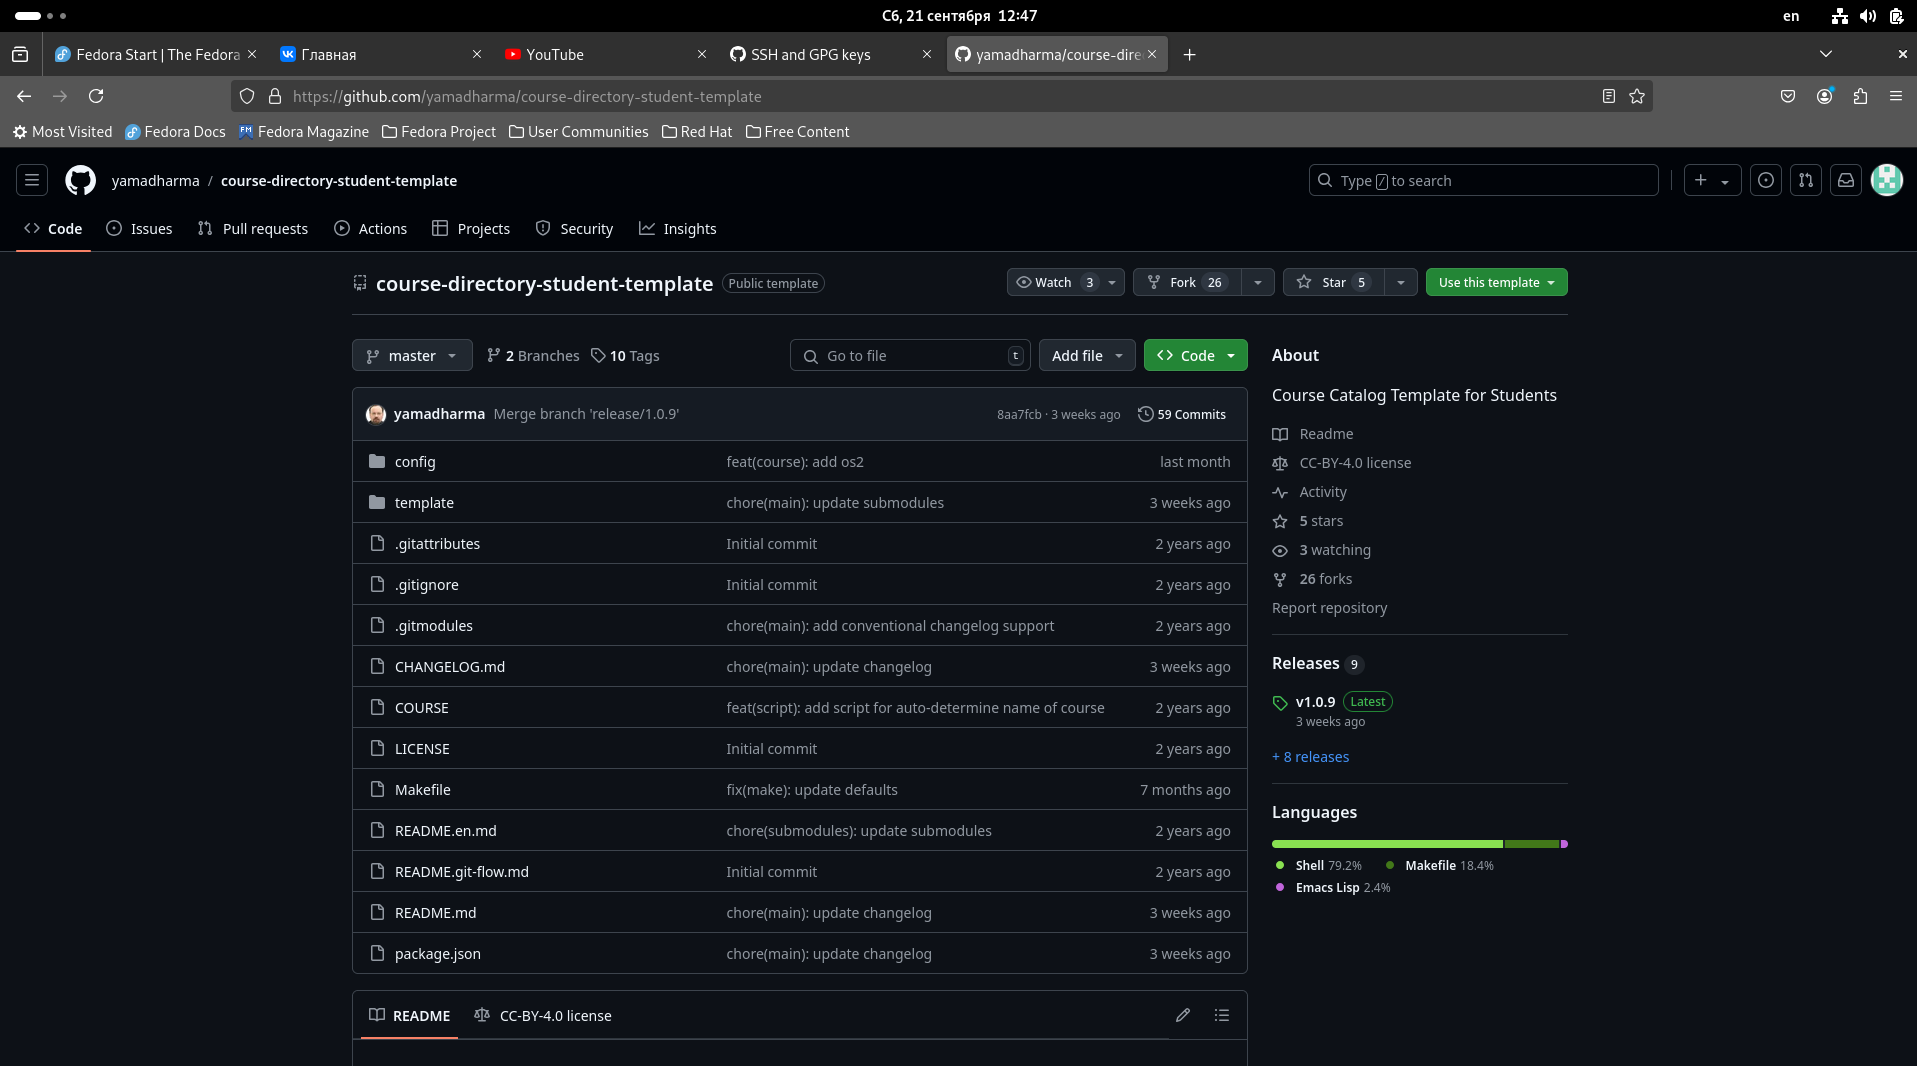 Сб, 21 сентября 12:47
en
Fedora Start | The Fedora
Главная
YouTube
SSH and GPG keys
yamadharma/course-dire
https://github.com/yamadharma/course-directory-student-template
Most Visited
Fedora Docs
Fedora Magazine
Fedora Project
User Communities
Red Hat
Free Content
yamadharma / course-directory-student-template
Type / to search
Code
Issues
Pull requests
Actions
Projects
Security
Insights
course-directory-student-template
Public template
Watch 3
Fork 26
Star 5
Use this template
master
2 Branches
10 Tags
Go to file
t
Add file
Code
yamadharma Merge branch 'release/1.0.9'
8aa7fcb · 3 weeks ago
59 Commits
config feat(course): add os2 last month
template chore(main): update submodules 3 weeks ago
.gitattributes Initial commit 2 years ago
.gitignore Initial commit 2 years ago
.gitmodules chore(main): add conventional changelog support 2 years ago
CHANGELOG.md chore(main): update changelog 3 weeks ago
COURSE feat(script): add script for auto-determine name of course 2 years ago
LICENSE Initial commit 2 years ago
Makefile fix(make): update defaults 7 months ago
README.en.md chore(submodules): update submodules 2 years ago
README.git-flow.md Initial commit 2 years ago
README.md chore(main): update changelog 3 weeks ago
package.json chore(main): update changelog 3 weeks ago
README
CC-BY-4.0 license
About
Course Catalog Template for Students
Readme
CC-BY-4.0 license
Activity
5 stars
3 watching
26 forks
Report repository
Releases 9
v1.0.9 Latest
3 weeks ago
+ 8 releases
Languages
Shell 79.2%
Makefile 18.4%
Emacs Lisp 2.4%